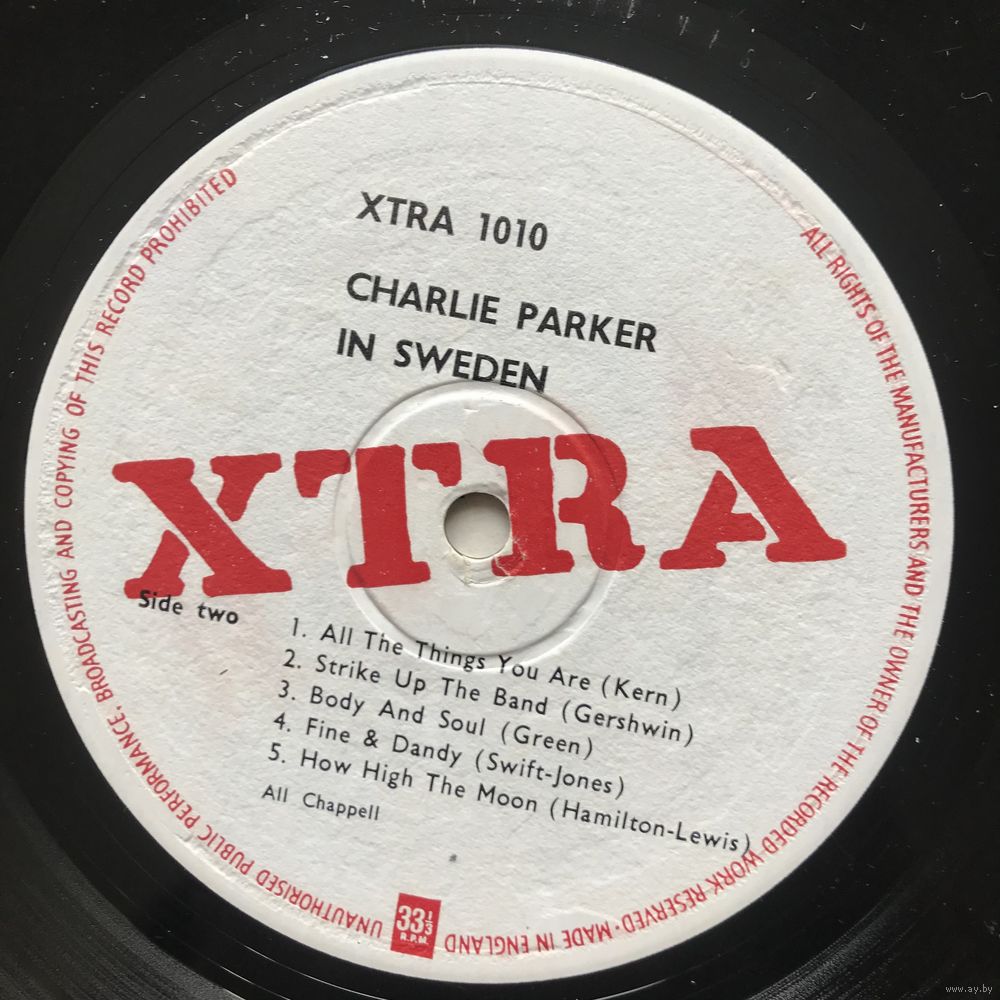 XTRA 1010
CHARLIE PARKER
IN SWEDEN
XTRA
Side two
1. All The Things You Are (Kern)
2. Strike Up The Band (Gershwin)
3. Body And Soul (Green)
4. Fine & Dandy (Swift-Jones)
5. How High The Moon (Hamilton-Lewis)
All Chappell
33⅓
R.P.M.
ALL RIGHTS OF THE MANUFACTURERS AND THE OWNER OF THE RECORDED WORK RESERVED · MADE IN ENGLAND
UNAUTHORISED PUBLIC PERFORMANCE, BROADCASTING AND COPYING OF THIS RECORD PROHIBITED
www.ay.by